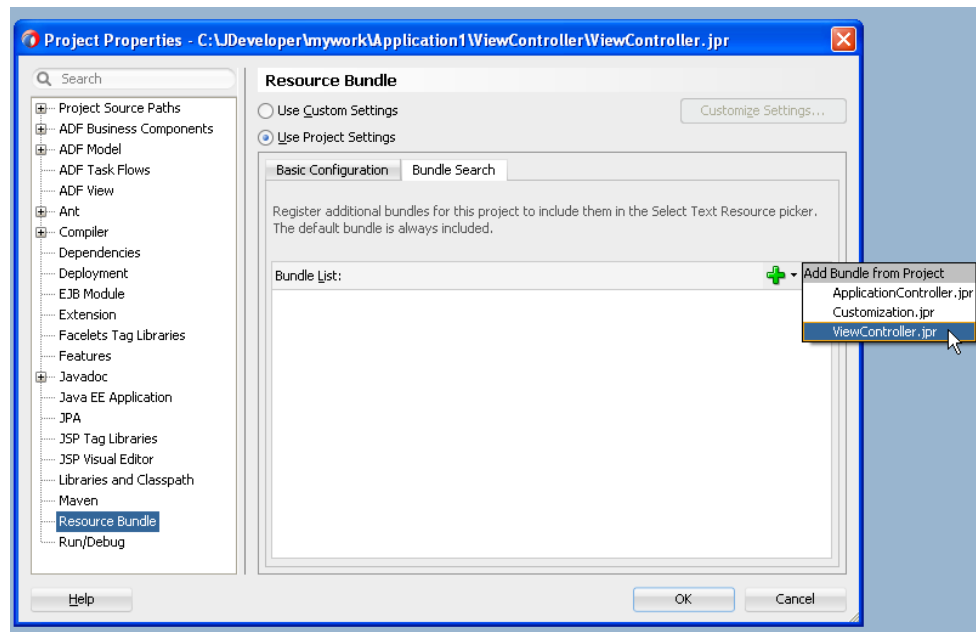 Project Properties - C:\JDeveloper\mywork\Application1\ViewController\ViewController.jpr
Search
Project Source Paths
ADF Business Components
ADF Model
ADF Task Flows
ADF View
Ant
Compiler
Dependencies
Deployment
EJB Module
Extension
Facelets Tag Libraries
Features
Javadoc
Java EE Application
JPA
JSP Tag Libraries
JSP Visual Editor
Libraries and Classpath
Maven
Resource Bundle
Run/Debug
Resource Bundle
Use Custom Settings
Customize Settings...
Use Project Settings
Basic Configuration
Bundle Search
Register additional bundles for this project to include them in the Select Text Resource picker.
The default bundle is always included.
Bundle List:
Add Bundle from Project
ApplicationController.jpr
Customization.jpr
ViewController.jpr
Help
OK
Cancel